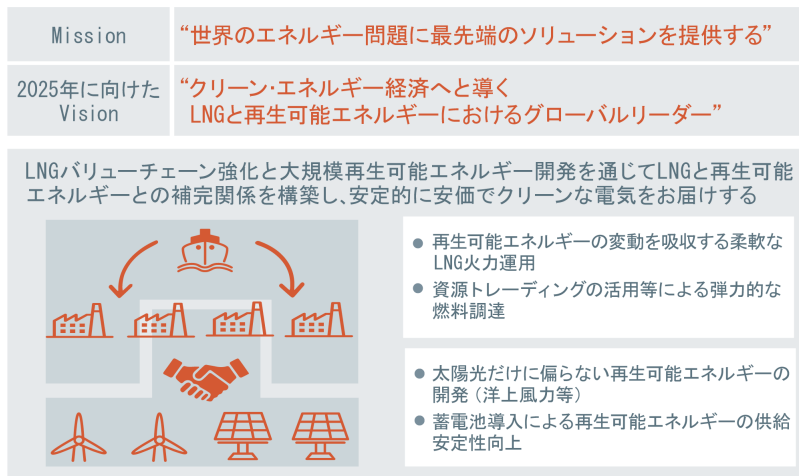 Mission
“世界のエネルギー問題に最先端のソリューションを提供する”
2025年に向けた
Vision
“クリーン・エネルギー経済へと導く
LNGと再生可能エネルギーにおけるグローバルリーダー”
LNGバリューチェーン強化と大規模再生可能エネルギー開発を通じてLNGと再生可能
エネルギーとの補完関係を構築し、安定的に安価でクリーンな電気をお届けする
● 再生可能エネルギーの変動を吸収する柔軟な
LNG火力運用
● 資源トレーディングの活用等による弾力的な
燃料調達
● 太陽光だけに偏らない再生可能エネルギーの
開発（洋上風力等）
● 蓄電池導入による再生可能エネルギーの供給
安定性向上